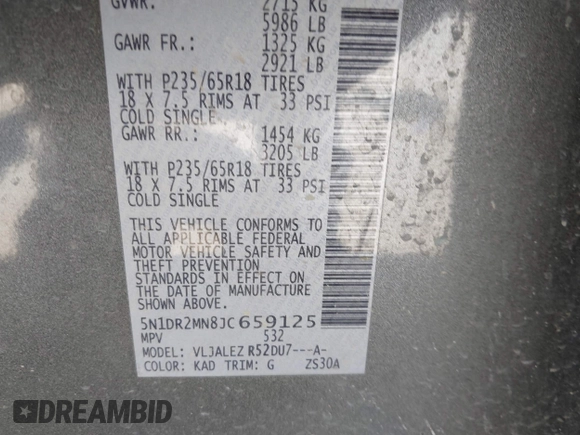 GVWR: 2715 KG
5986 LB
GAWR FR.: 1325 KG
2921 LB
WITH P235/65R18 TIRES
18 X 7.5 RIMS AT 33 PSI
COLD SINGLE
GAWR RR.: 1454 KG
3205 LB
WITH P235/65R18 TIRES
18 X 7.5 RIMS AT 33 PSI
COLD SINGLE
THIS VEHICLE CONFORMS TO
ALL APPLICABLE FEDERAL
MOTOR VEHICLE SAFETY AND
THEFT PREVENTION
STANDARDS IN EFFECT ON
THE DATE OF MANUFACTURE
SHOWN ABOVE.
5N1DR2MN8JC659125
MPV 532
MODEL: VLJALEZ R52DU7---A-
COLOR: KAD TRIM: G ZS30A
DREAMBID